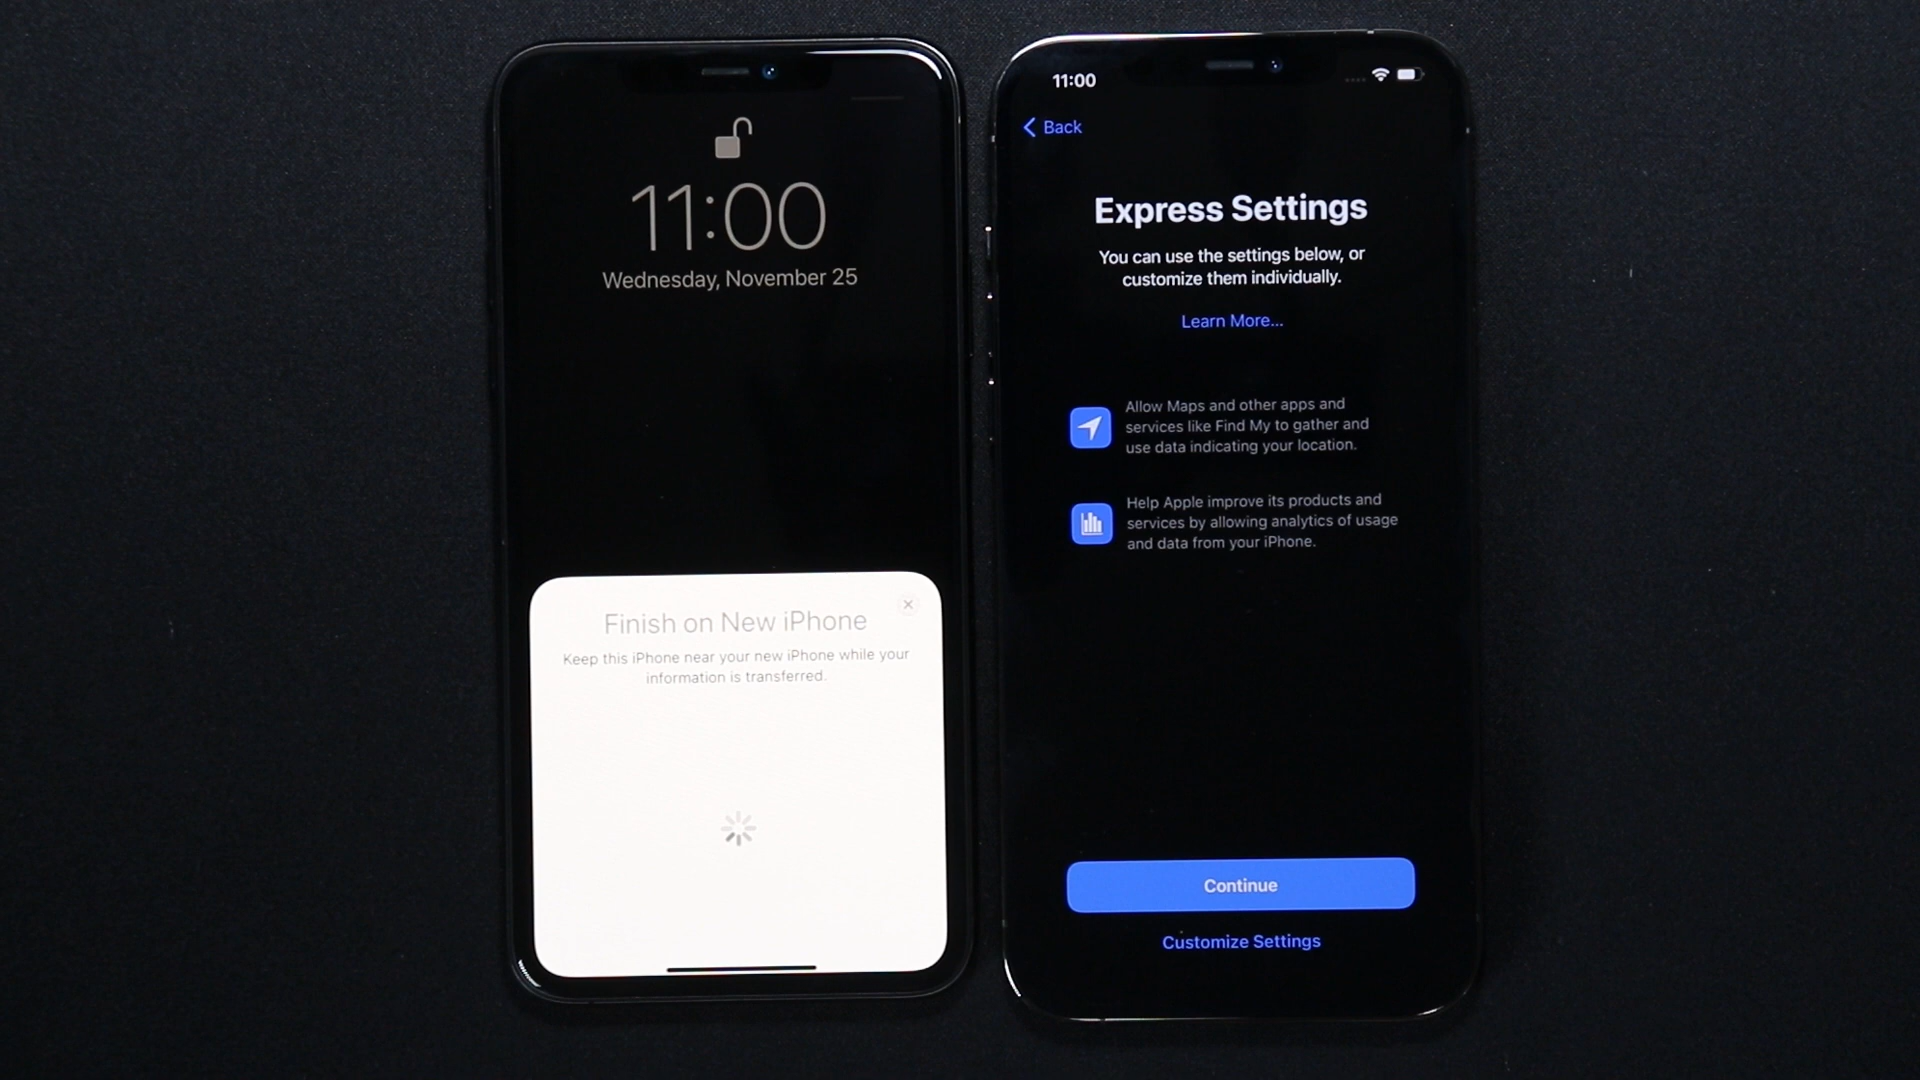 11:00
Wednesday, November 25
Finish on New iPhone
Keep this iPhone near your new iPhone while your
information is transferred.
11:00
Back
Express Settings
You can use the settings below, or
customize them individually.
Learn More...
Allow Maps and other apps and
services like Find My to gather and
use data indicating your location.
Help Apple improve its products and
services by allowing analytics of usage
and data from your iPhone.
Continue
Customize Settings